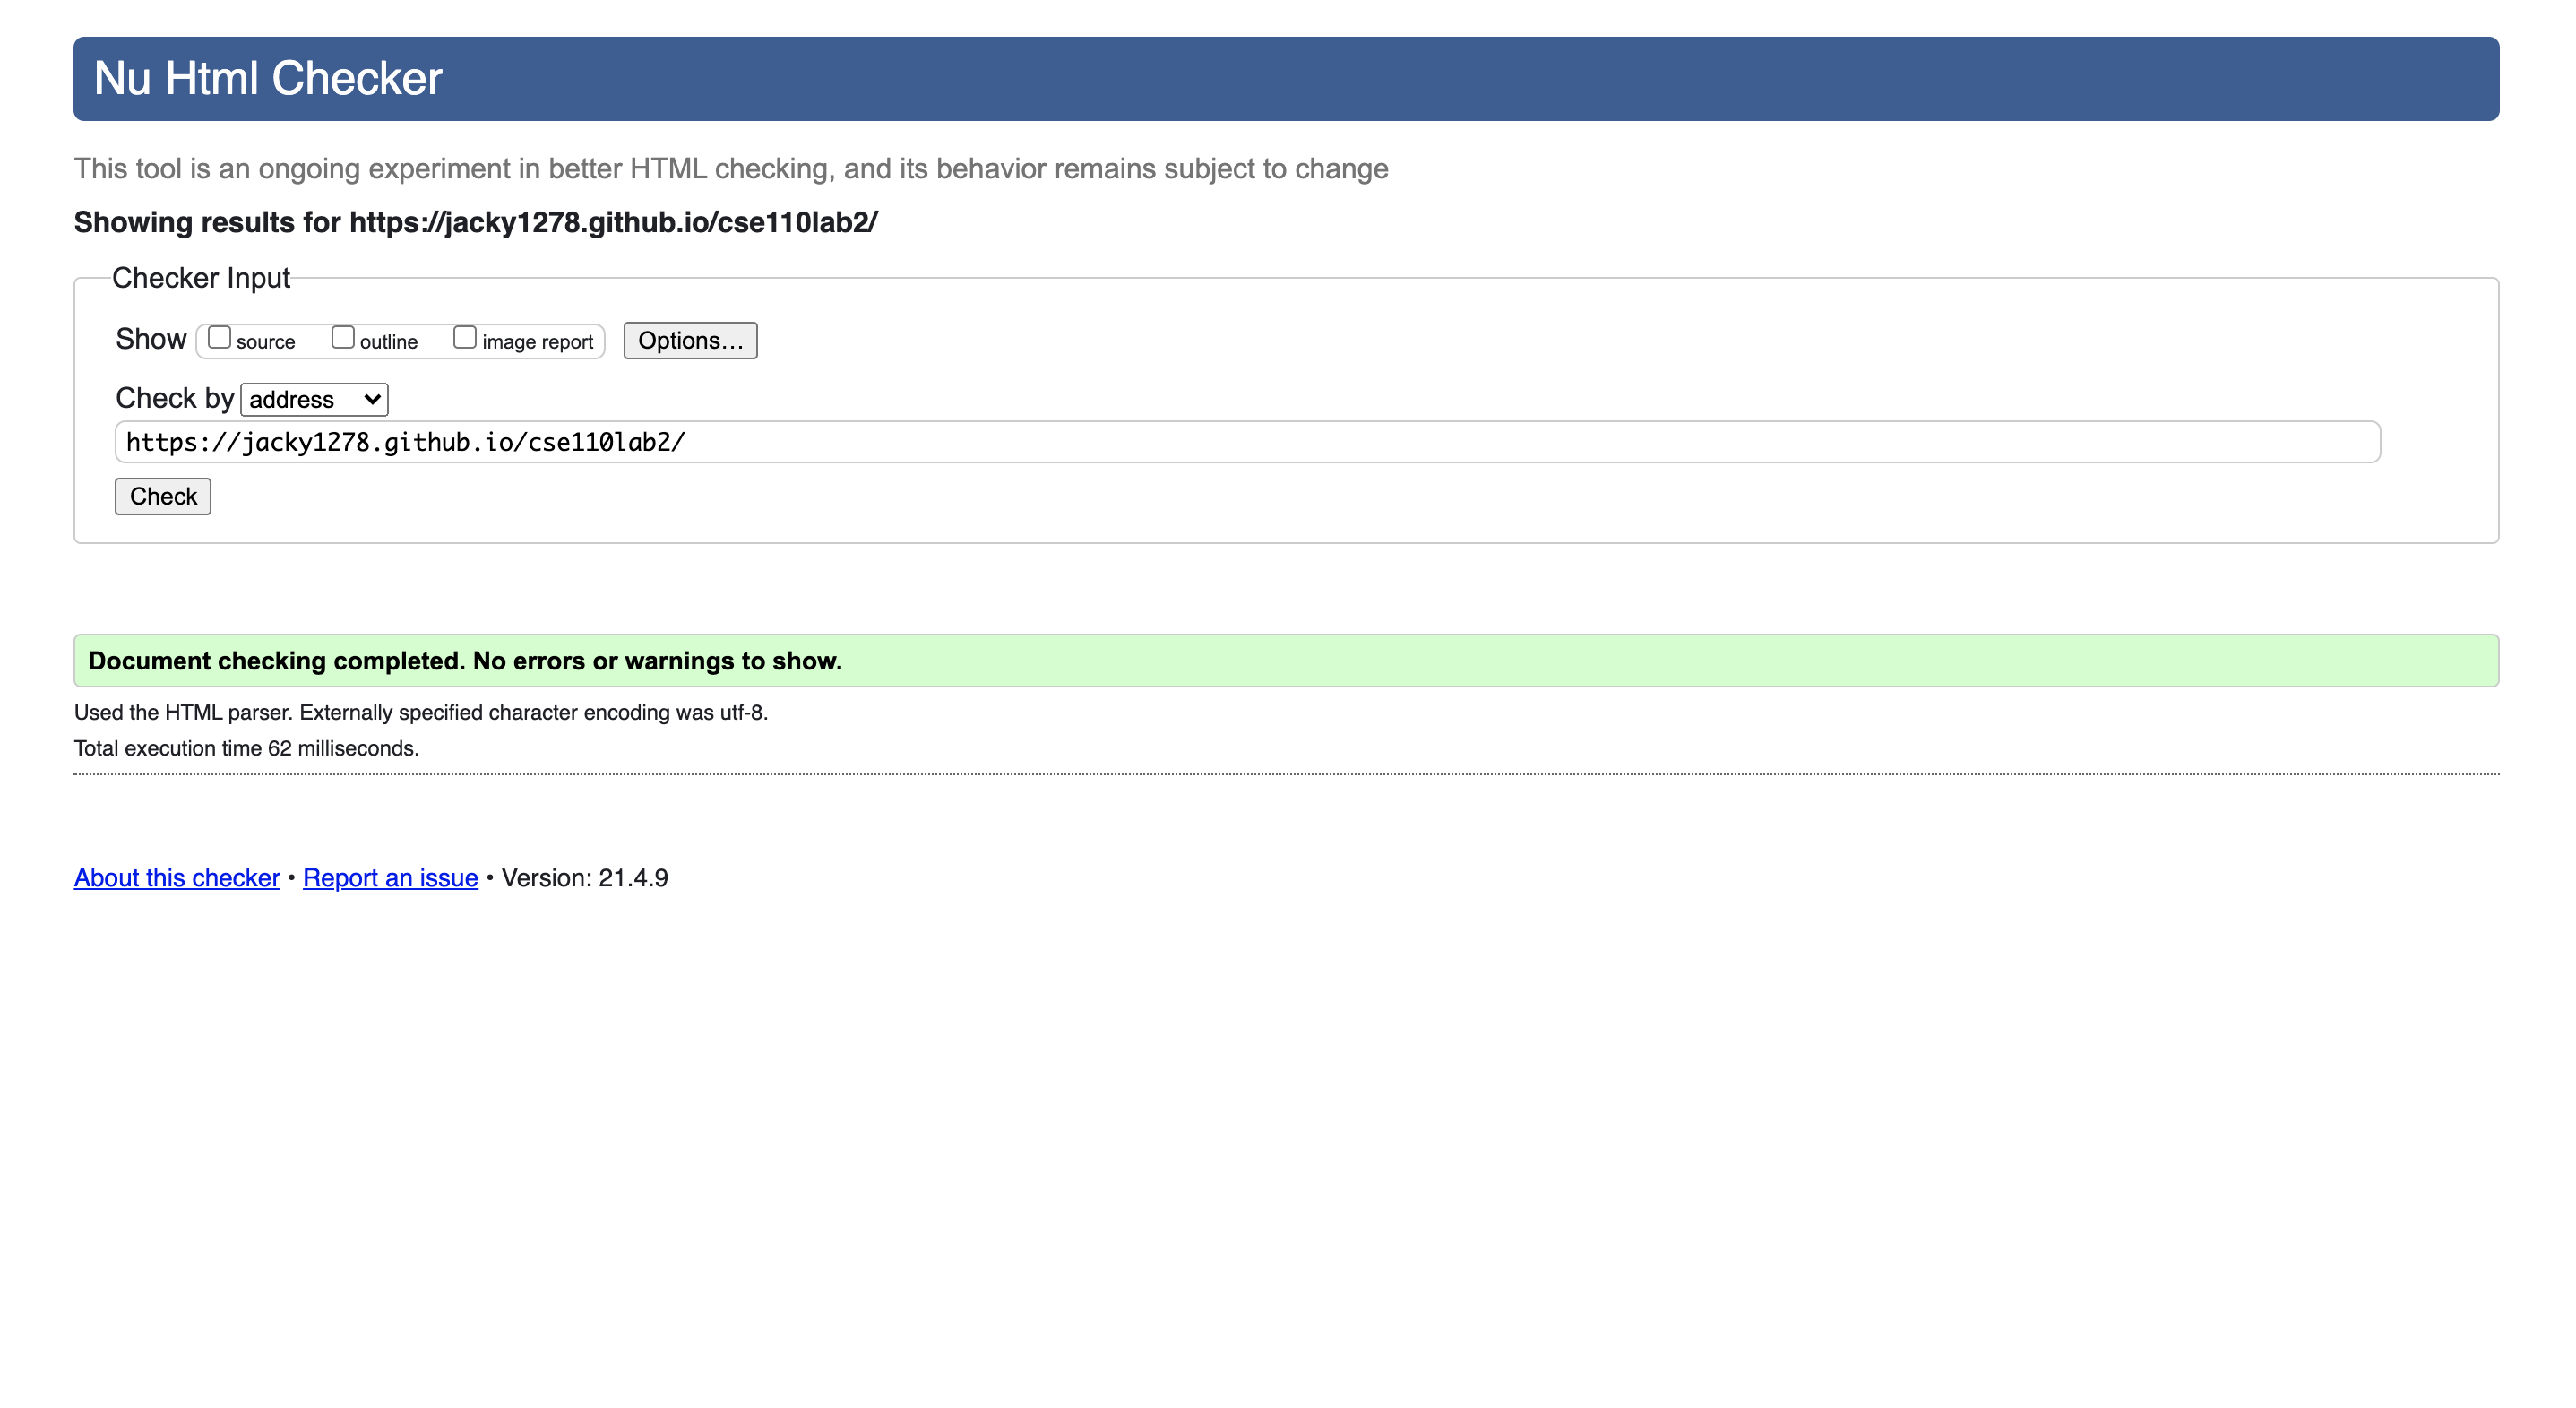 Nu Html Checker
This tool is an ongoing experiment in better HTML checking, and its behavior remains subject to change
Showing results for https://jacky1278.github.io/cse110lab2/
Checker Input
Show source outline image report Options...
Check by address
https://jacky1278.github.io/cse110lab2/
Check
Document checking completed. No errors or warnings to show.
Used the HTML parser. Externally specified character encoding was utf-8.
Total execution time 62 milliseconds.
About this checker • Report an issue • Version: 21.4.9